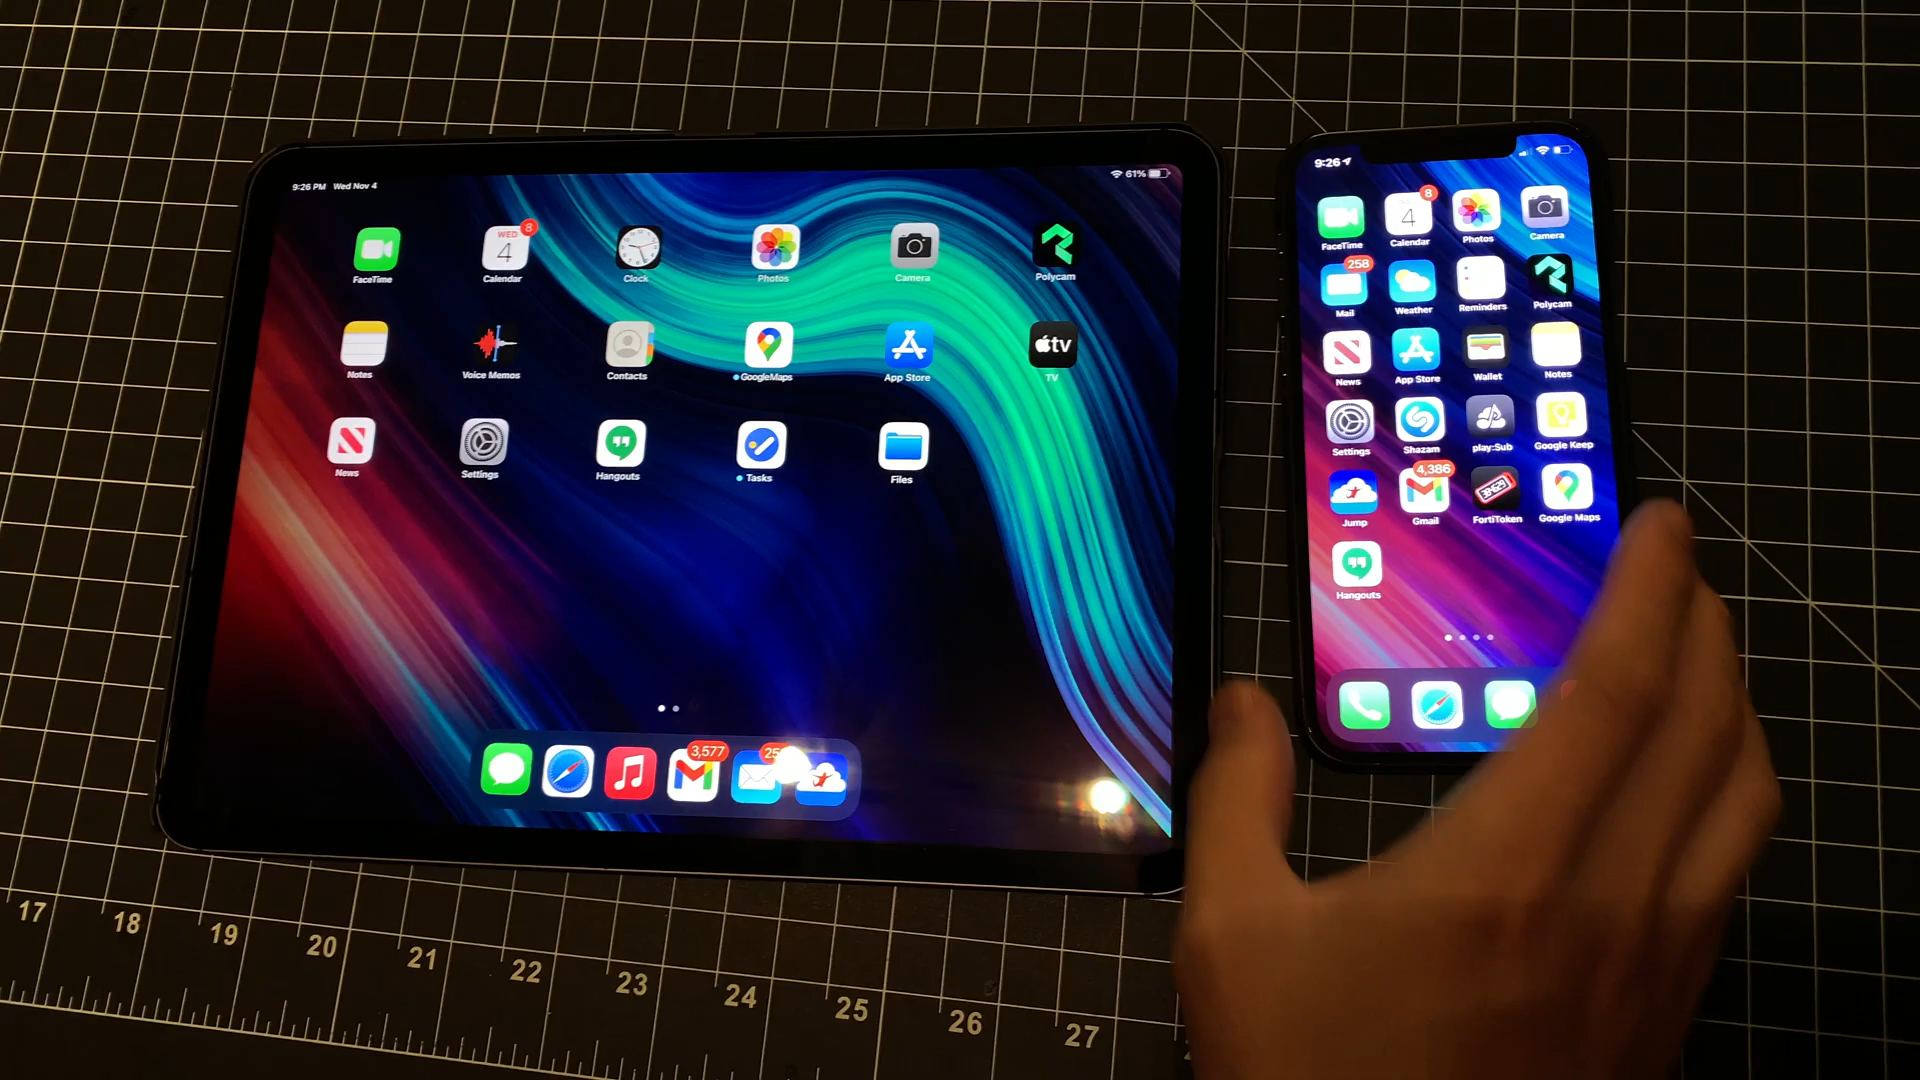 9:26 PM Wed Nov 4
61%
FaceTime
WED
4
8
Calendar
Clock
Photos
Camera
Polycam
Notes
Voice Memos
Contacts
GoogleMaps
App Store
tv
TV
News
Settings
Hangouts
Tasks
Files
3,577
17 18 19 20 21 22 23 24 25 26 27
9:26
FaceTime
4
8
Calendar
Photos
Camera
258
Mail
Weather
Reminders
Polycam
News
App Store
Wallet
Notes
Settings
Shazam
play:Sub
Google Keep
Jump
4,386
Gmail
FortiToken
Google Maps
Hangouts